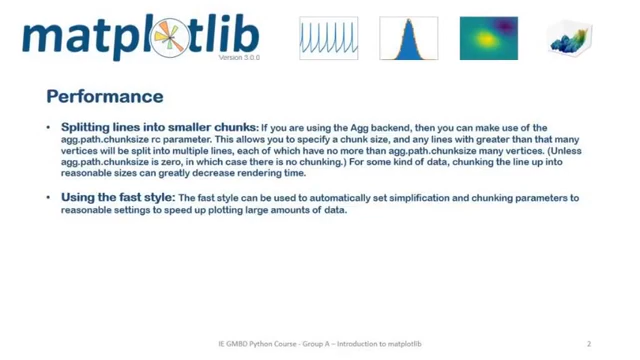 matplotlib
Version 3.0.0
Performance
• Splitting lines into smaller chunks: If you are using the Agg backend, then you can make use of the
agg.path.chunksize rc parameter. This allows you to specify a chunk size, and any lines with greater than that many
vertices will be split into multiple lines, each of which have no more than agg.path.chunksize many vertices. (Unless
agg.path.chunksize is zero, in which case there is no chunking.) For some kind of data, chunking the line up into
reasonable sizes can greatly decrease rendering time.
• Using the fast style: The fast style can be used to automatically set simplification and chunking parameters to
reasonable settings to speed up plotting large amounts of data.
IE GMBD Python Course - Group A – Introduction to matplotlib
2